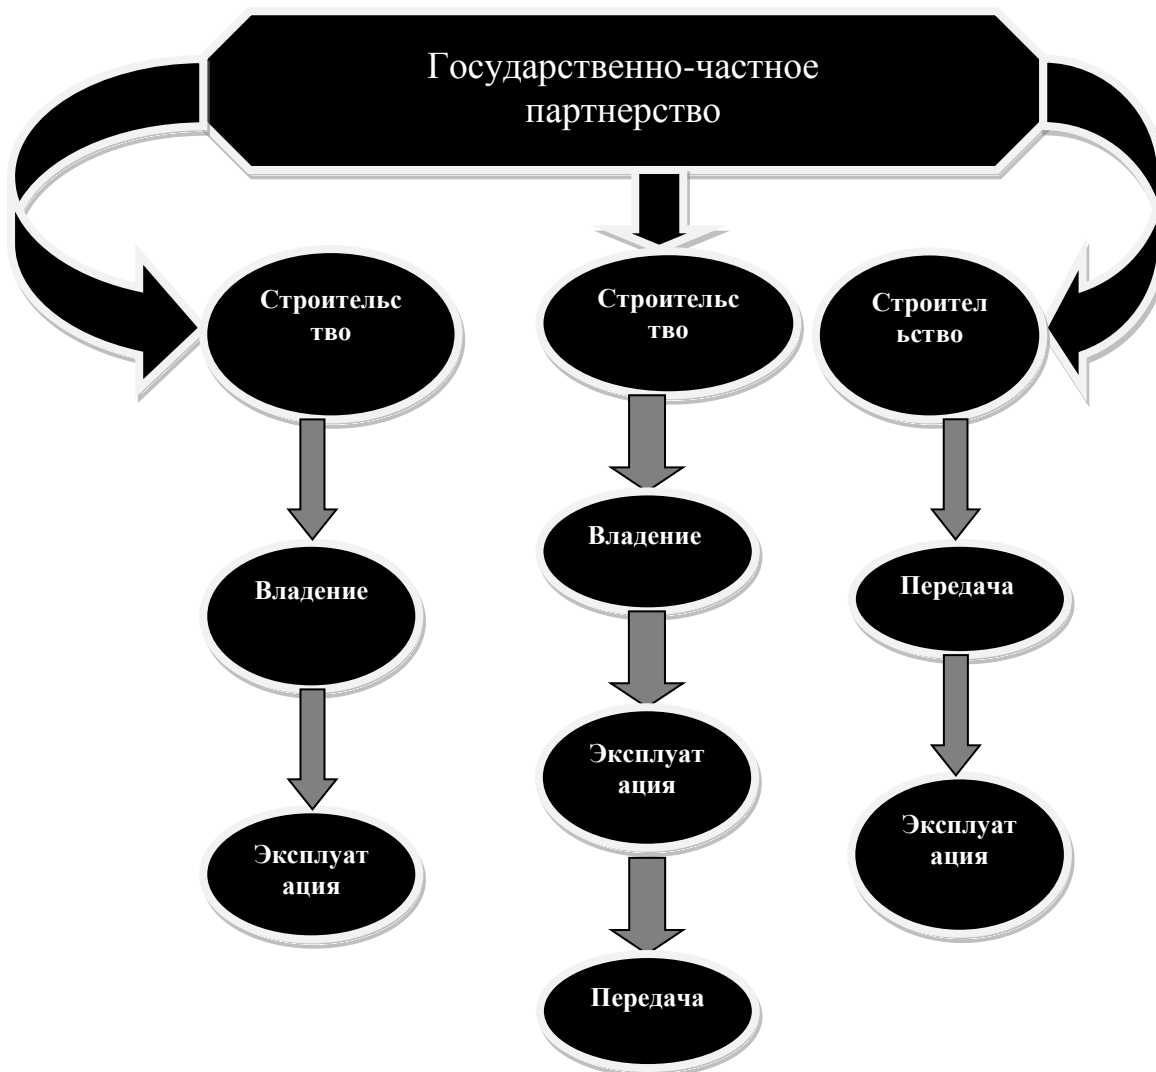 Государственно-частное
партнерство
Строительс
тво
Владение
Эксплуат
ация
Строительс
тво
Владение
Эксплуат
ация
Передача
Строител
ьство
Передача
Эксплуат
ация